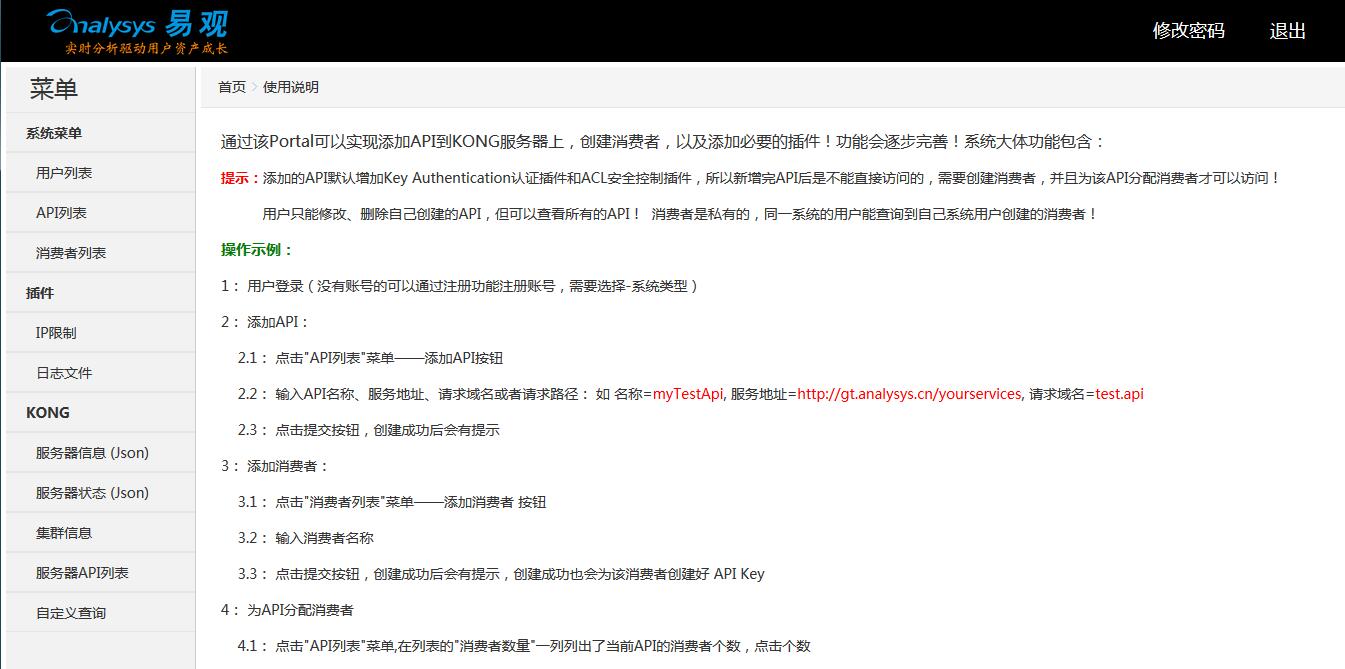 analysys 易观
实时分析驱动用户资产成长
修改密码 退出
菜单
系统菜单
用户列表
API列表
消费者列表
插件
IP限制
日志文件
KONG
服务器信息 (Json)
服务器状态 (Json)
集群信息
服务器API列表
自定义查询
首页 > 使用说明
通过该Portal可以实现添加API到KONG服务器上，创建消费者，以及添加必要的插件！功能会逐步完善！系统大体功能包含：
提示：添加的API默认增加Key Authentication认证插件和ACL安全控制插件，所以新增完API后是不能直接访问的，需要创建消费者，并且为该API分配消费者才可以访问！
用户只能修改、删除自己创建的API，但可以查看所有的API！ 消费者是私有的，同一系统的用户能查询到自己系统用户创建的消费者！
操作示例：
1： 用户登录（没有账号的可以通过注册功能注册账号，需要选择-系统类型）
2： 添加API：
2.1： 点击"API列表"菜单——添加API按钮
2.2： 输入API名称、服务地址、请求域名或者请求路径： 如 名称=myTestApi, 服务地址=http://gt.analysys.cn/yourservices, 请求域名=test.api
2.3： 点击提交按钮，创建成功后会有提示
3： 添加消费者：
3.1： 点击"消费者列表"菜单——添加消费者 按钮
3.2： 输入消费者名称
3.3： 点击提交按钮，创建成功后会有提示，创建成功也会为该消费者创建好 API Key
4： 为API分配消费者
4.1： 点击"API列表"菜单,在列表的"消费者数量"一列列出了当前API的消费者个数，点击个数